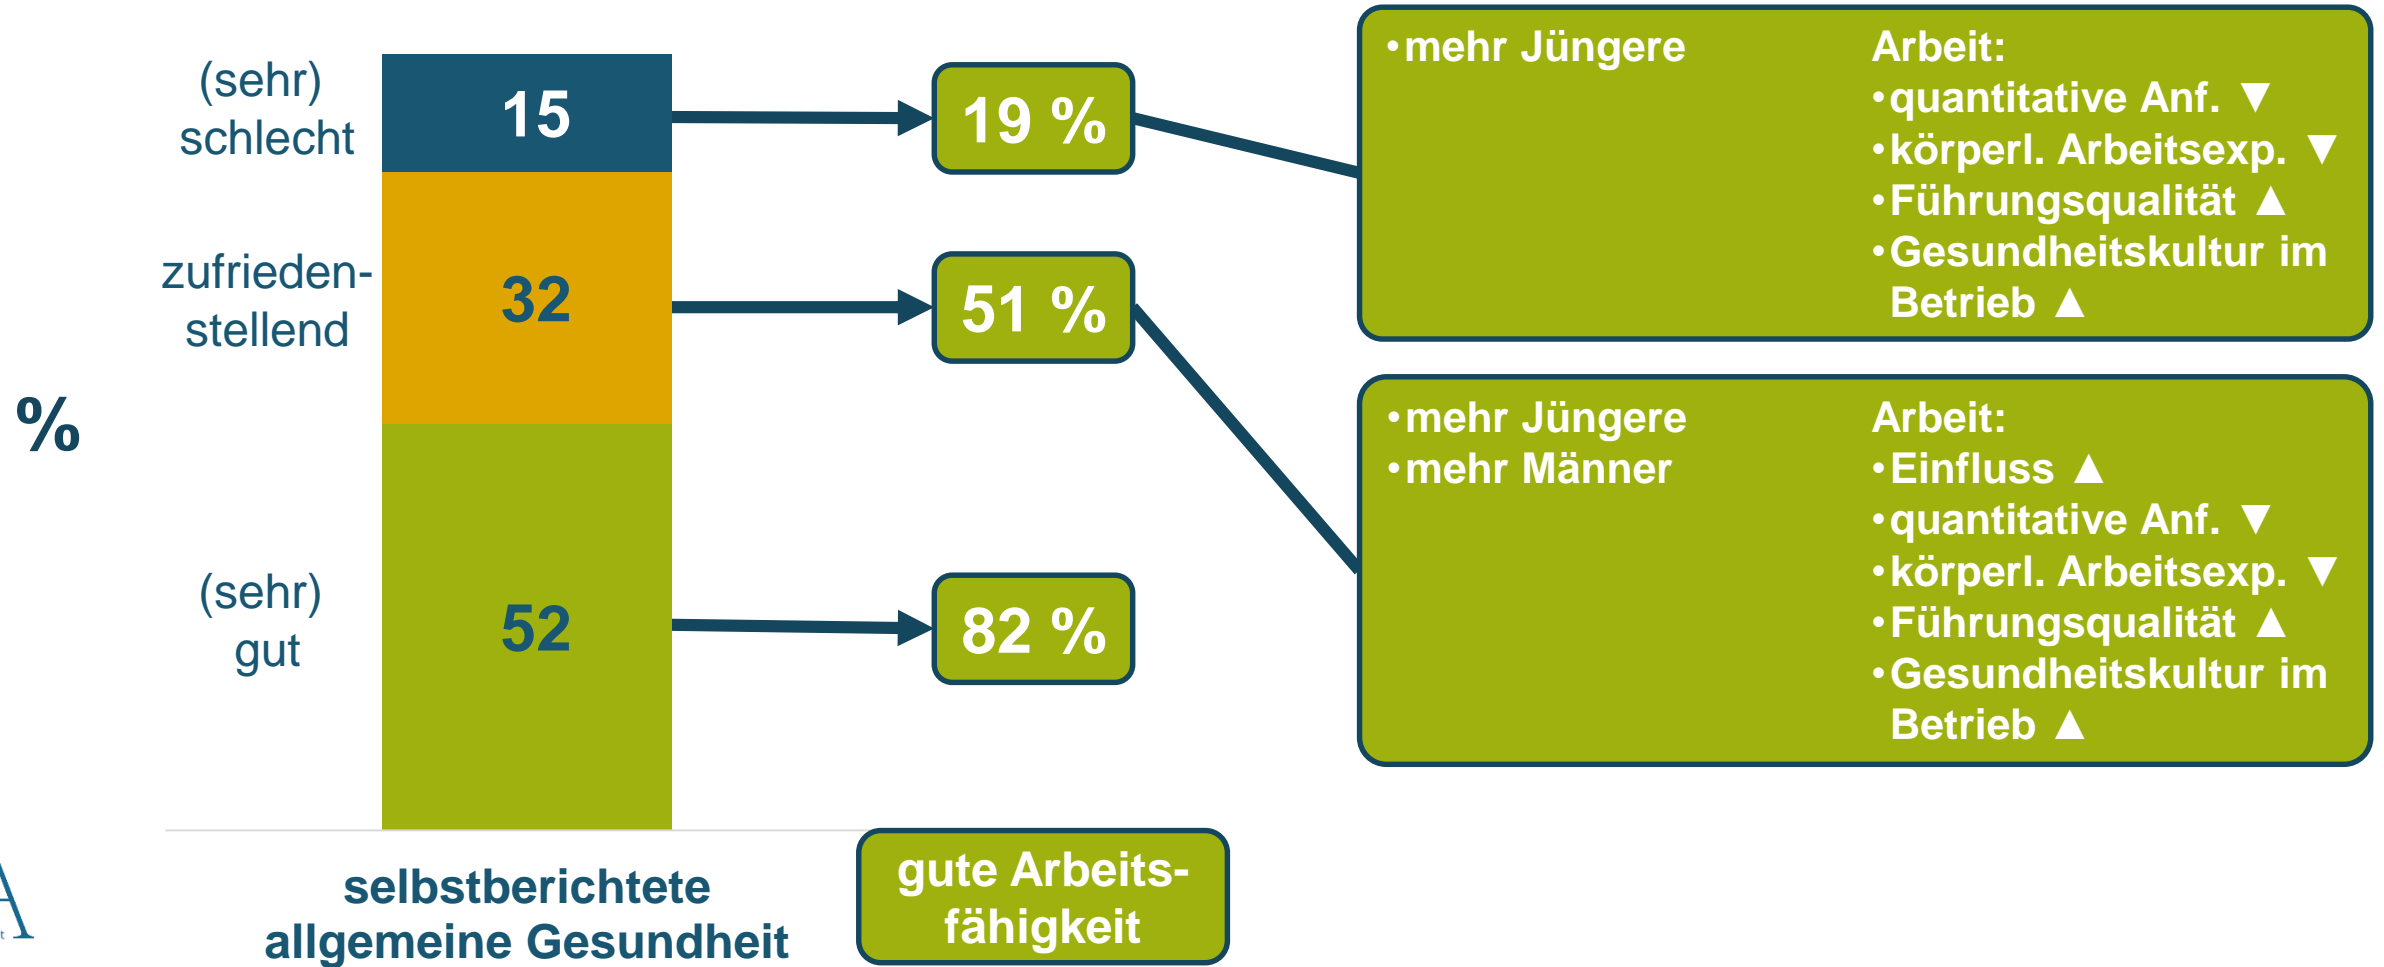 (sehr)
schlecht
15
19 %
zufrieden-
stellend
32
51 %
%
(sehr)
gut
52
82 %
selbstberichtete
allgemeine Gesundheit
gute Arbeits-
fähigkeit
•mehr Jüngere
Arbeit:
•quantitative Anf. ▼
•körperl. Arbeitsexp. ▼
•Führungsqualität ▲
•Gesundheitskultur im
Betrieb ▲
•mehr Jüngere
•mehr Männer
Arbeit:
•Einfluss ▲
•quantitative Anf. ▼
•körperl. Arbeitsexp. ▼
•Führungsqualität ▲
•Gesundheitskultur im
Betrieb ▲
A
t